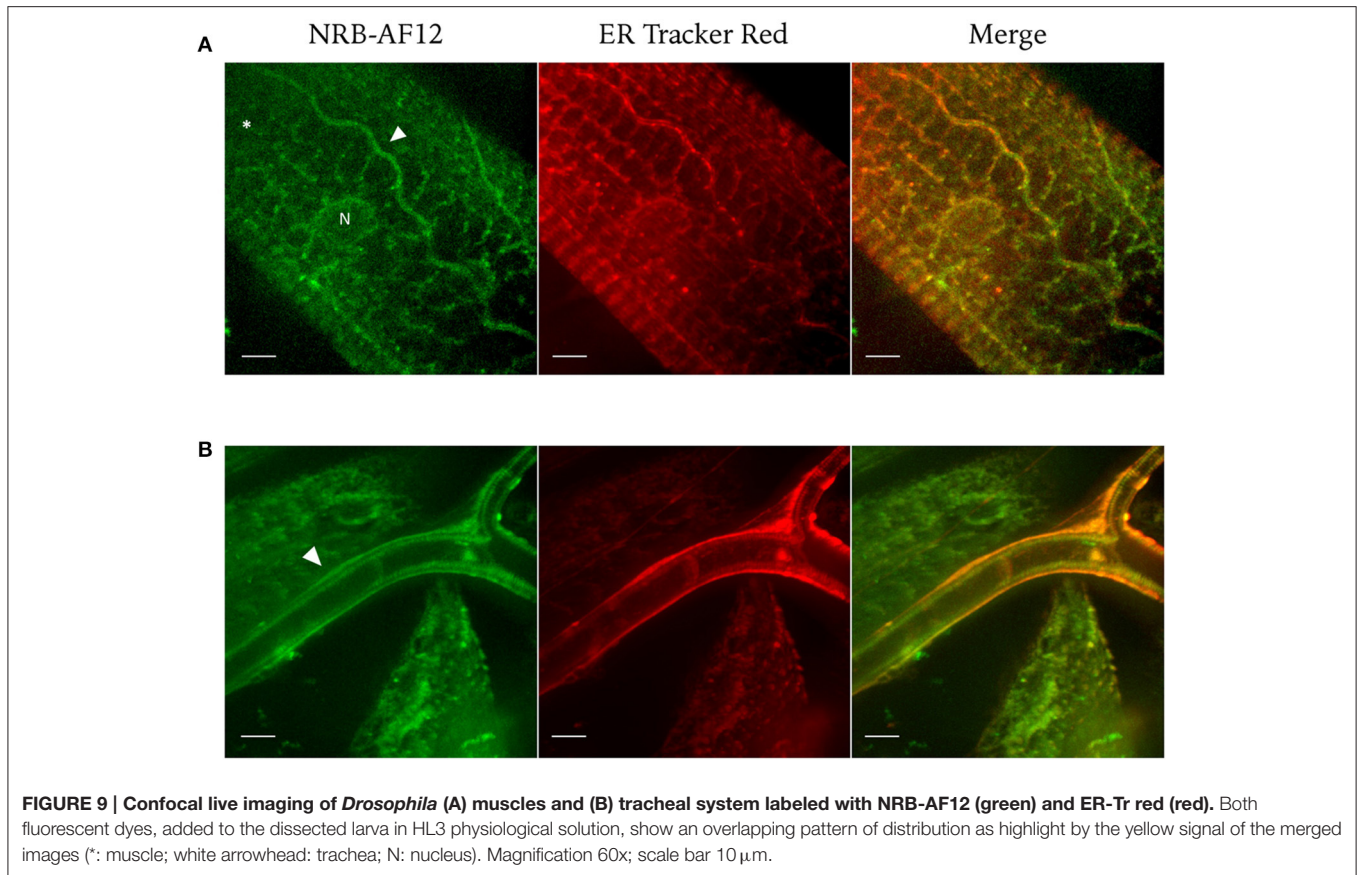 NRB-AF12 ER Tracker Red Merge
A
*
N
B
FIGURE 9 | Confocal live imaging of Drosophila (A) muscles and (B) tracheal system labeled with NRB-AF12 (green) and ER-Tr red (red). Both
fluorescent dyes, added to the dissected larva in HL3 physiological solution, show an overlapping pattern of distribution as highlight by the yellow signal of the merged
images (*: muscle; white arrowhead: trachea; N: nucleus). Magnification 60x; scale bar 10 μm.